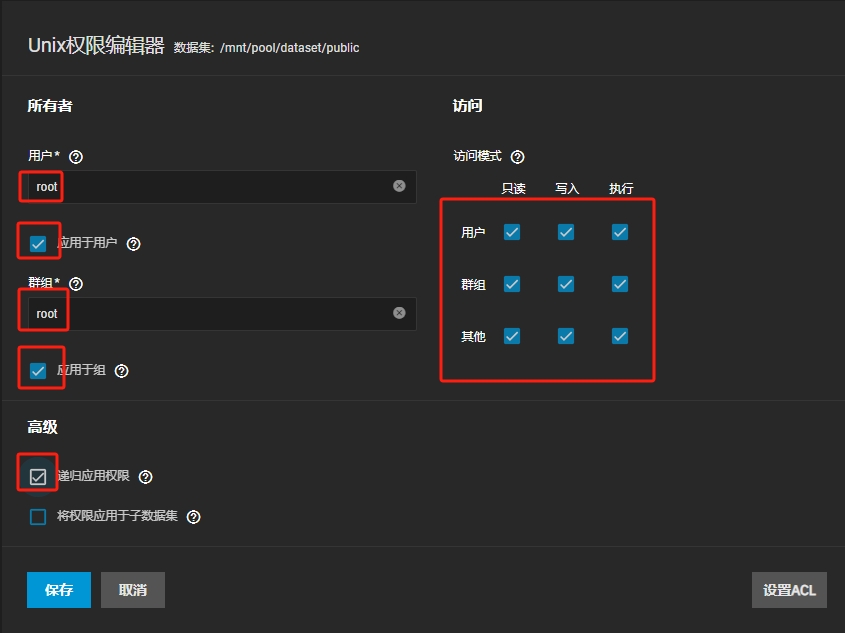 Unix权限编辑器 数据集: /mnt/pool/dataset/public
所有者
用户*
root
应用于用户
群组*
root
应用于组
访问
访问模式
只读 写入 执行
用户
群组
其他
高级
递归应用权限
将权限应用于子数据集
保存 取消 设置ACL